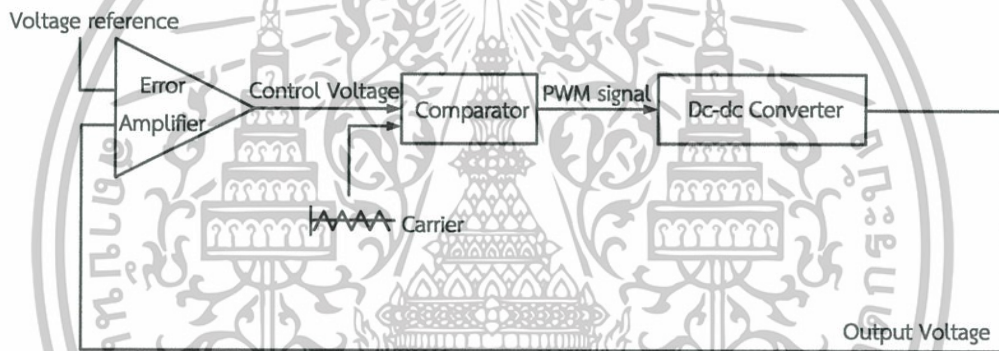 Voltage reference
Error
Amplifier
Control Voltage
Comparator
PWM signal
Dc-dc Converter
Carrier
Output Voltage